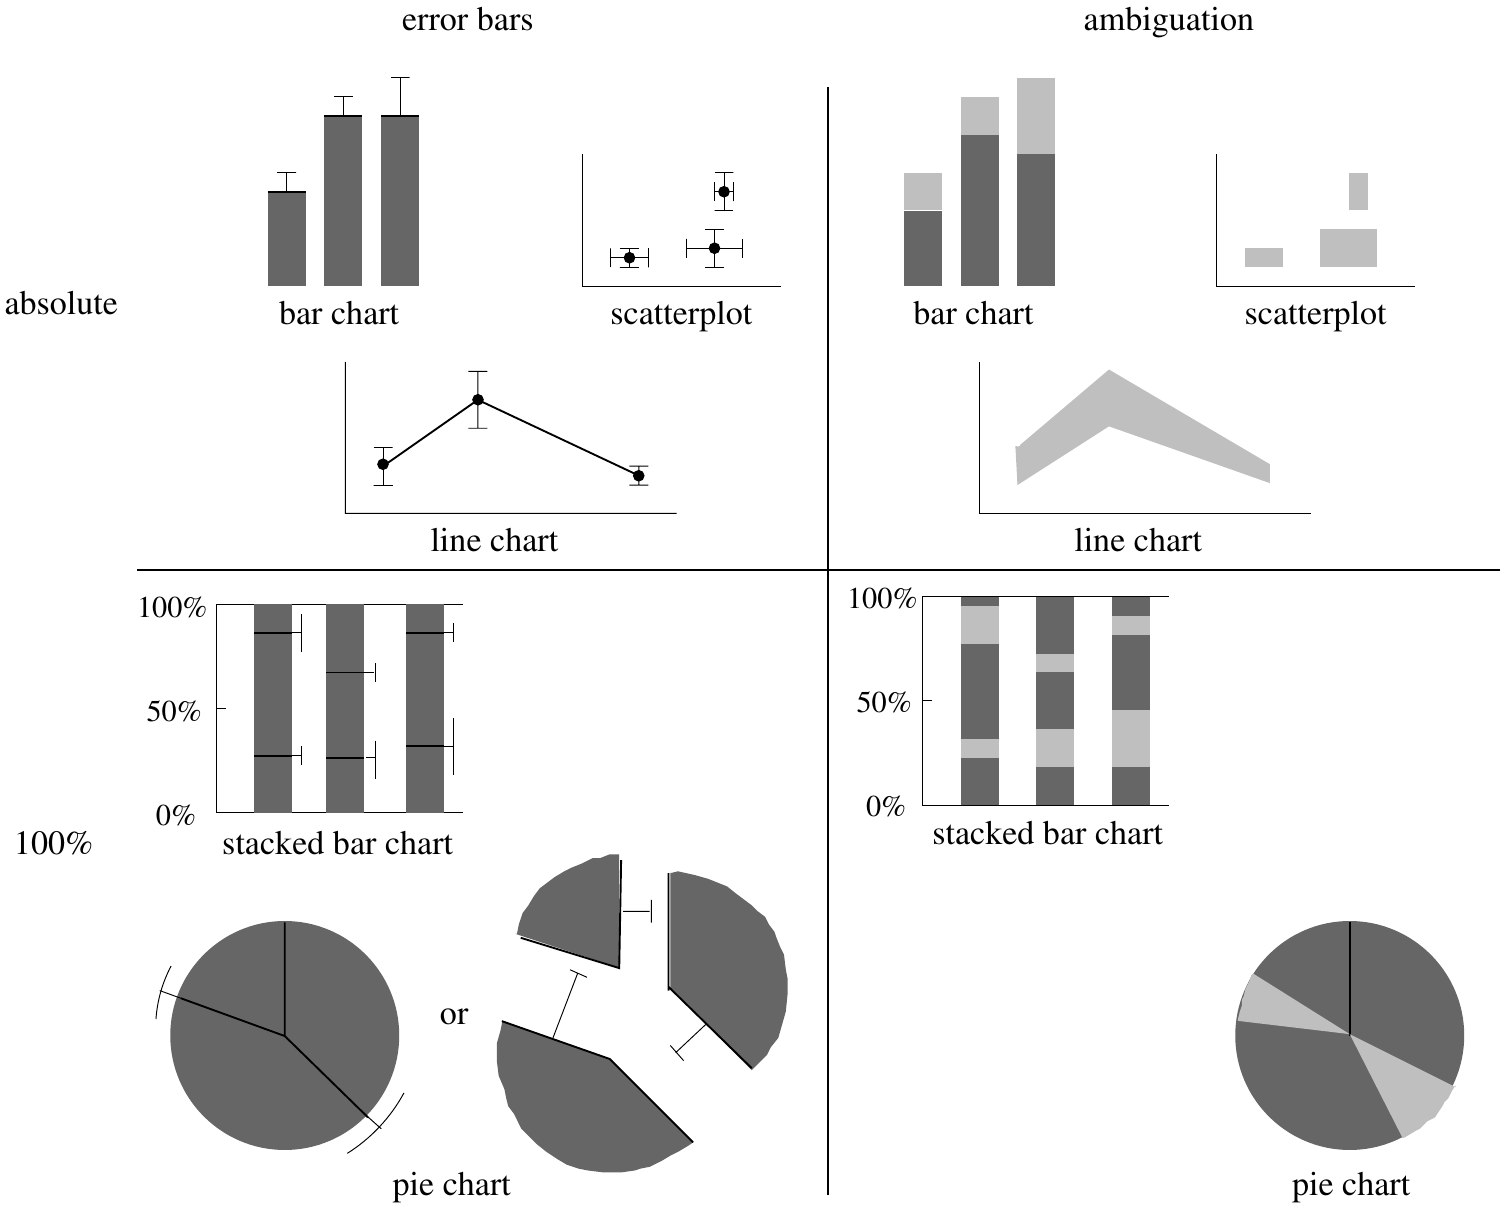 error bars
ambiguation
absolute
bar chart
scatterplot
line chart
bar chart
scatterplot
line chart
100%
100%
50%
0%
stacked bar chart
or
pie chart
100%
50%
0%
stacked bar chart
pie chart